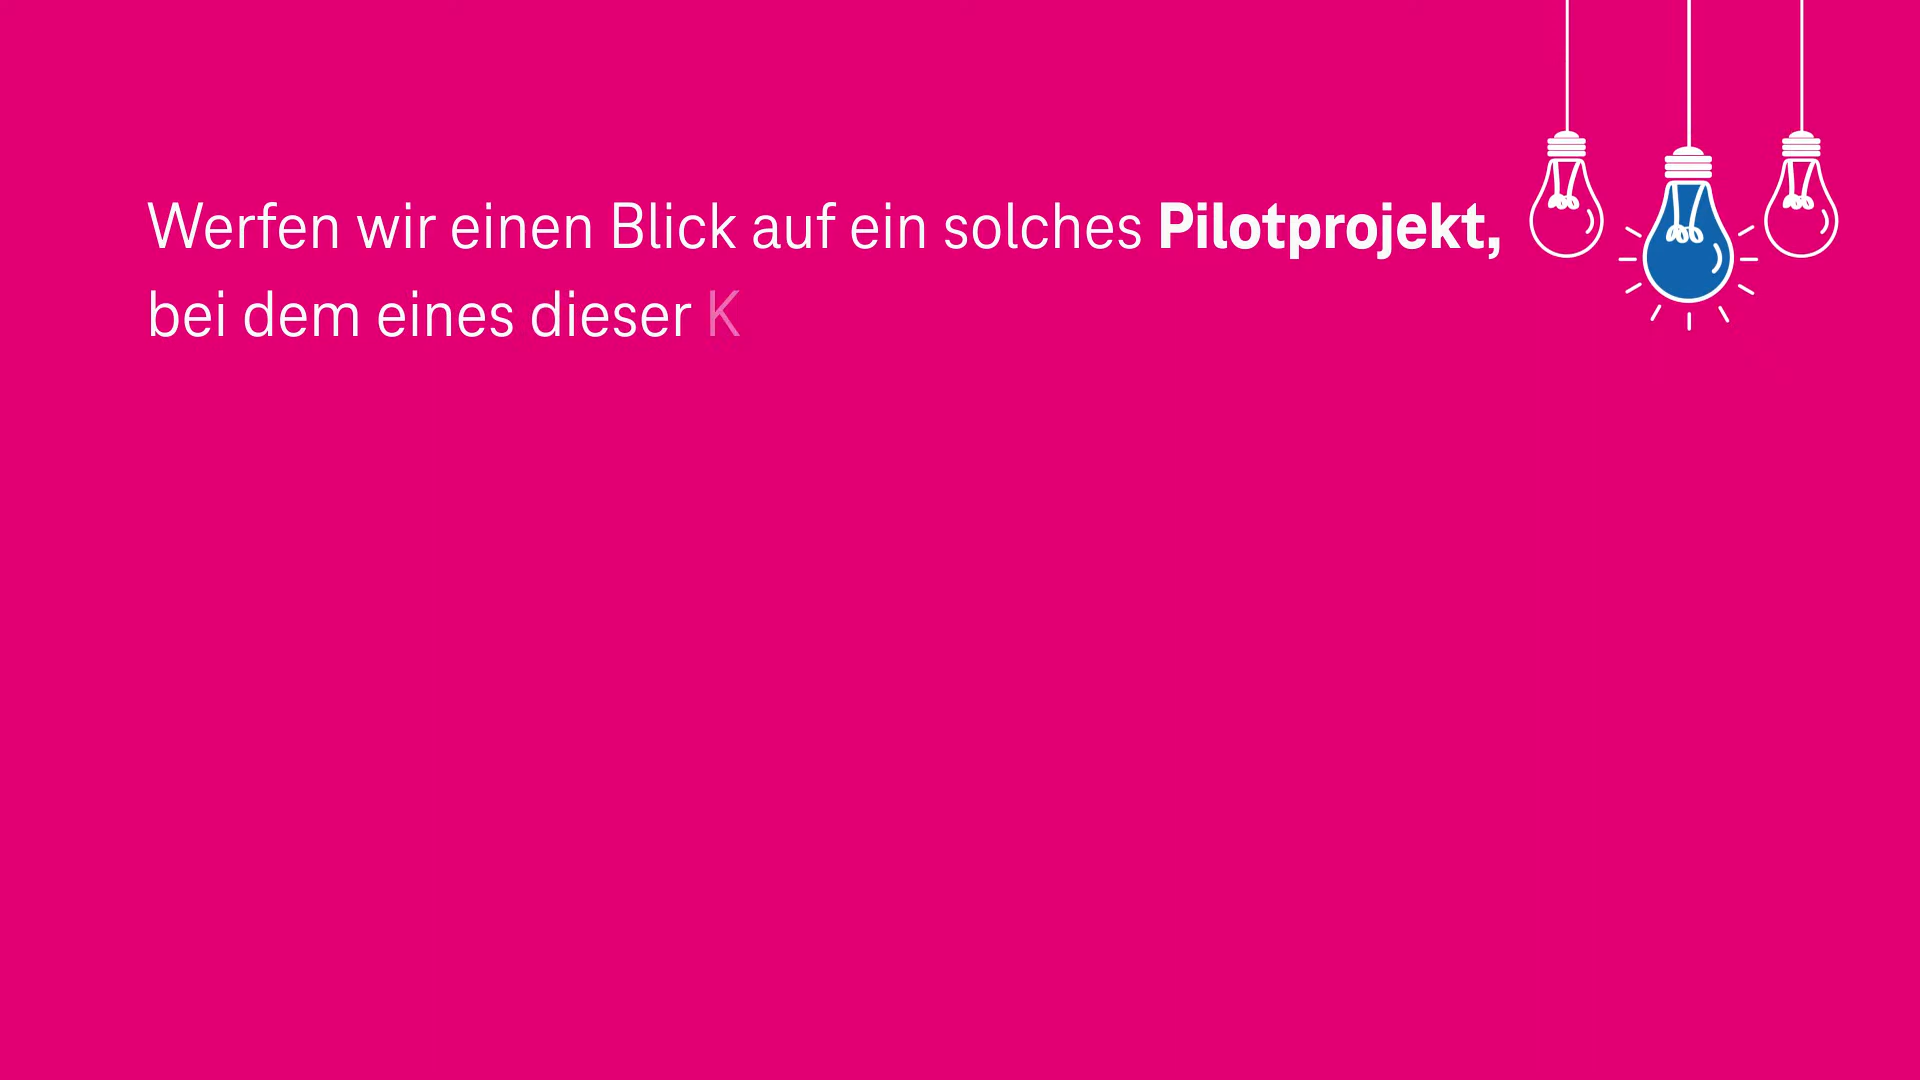 Werfen wir einen Blick auf ein solches Pilotprojekt,
bei dem eines dieser K